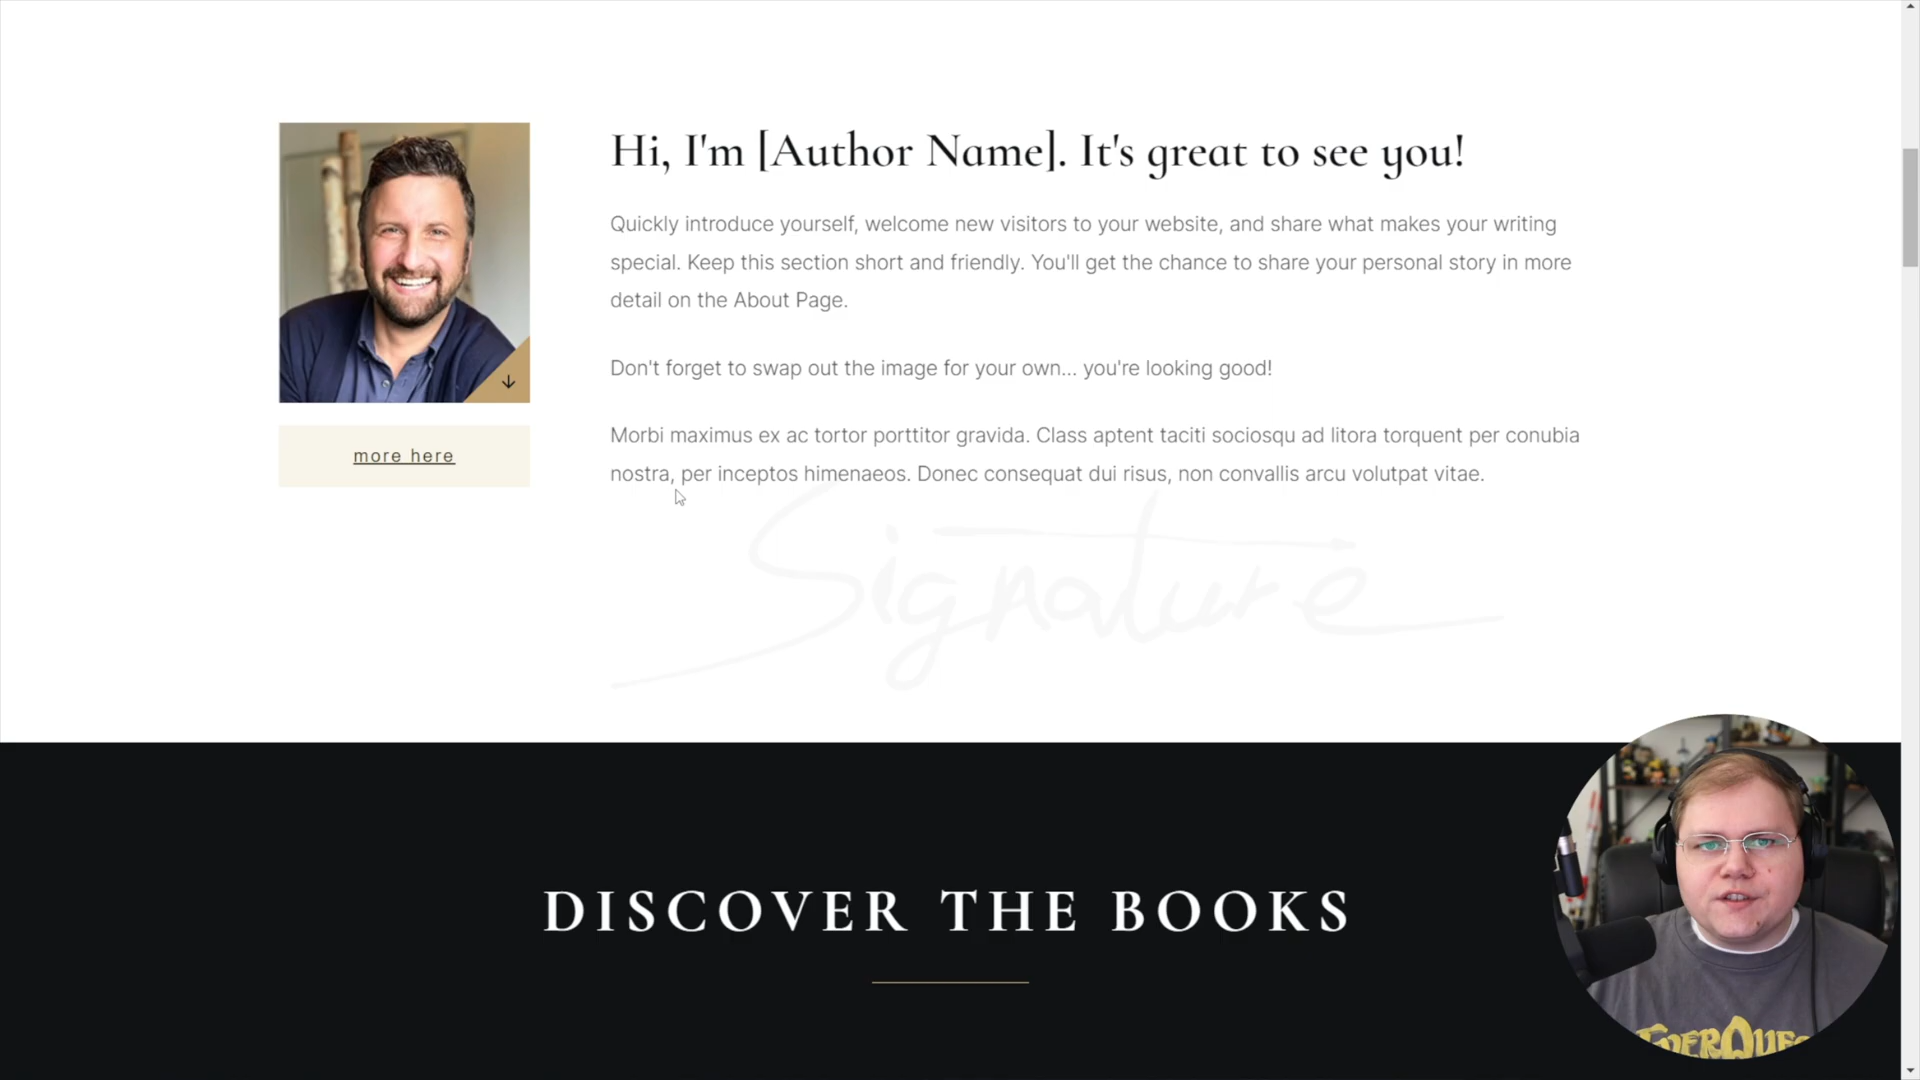 Hi, I'm [Author Name]. It's great to see you!
Quickly introduce yourself, welcome new visitors to your website, and share what makes your writing
special. Keep this section short and friendly. You'll get the chance to share your personal story in more
detail on the About Page.
Don't forget to swap out the image for your own... you're looking good!
more here
Morbi maximus ex ac tortor porttitor gravida. Class aptent taciti sociosqu ad litora torquent per conubia
nostra, per inceptos himenaeos. Donec consequat dui risus, non convallis arcu volutpat vitae.
Signature
DISCOVER THE BOOKS